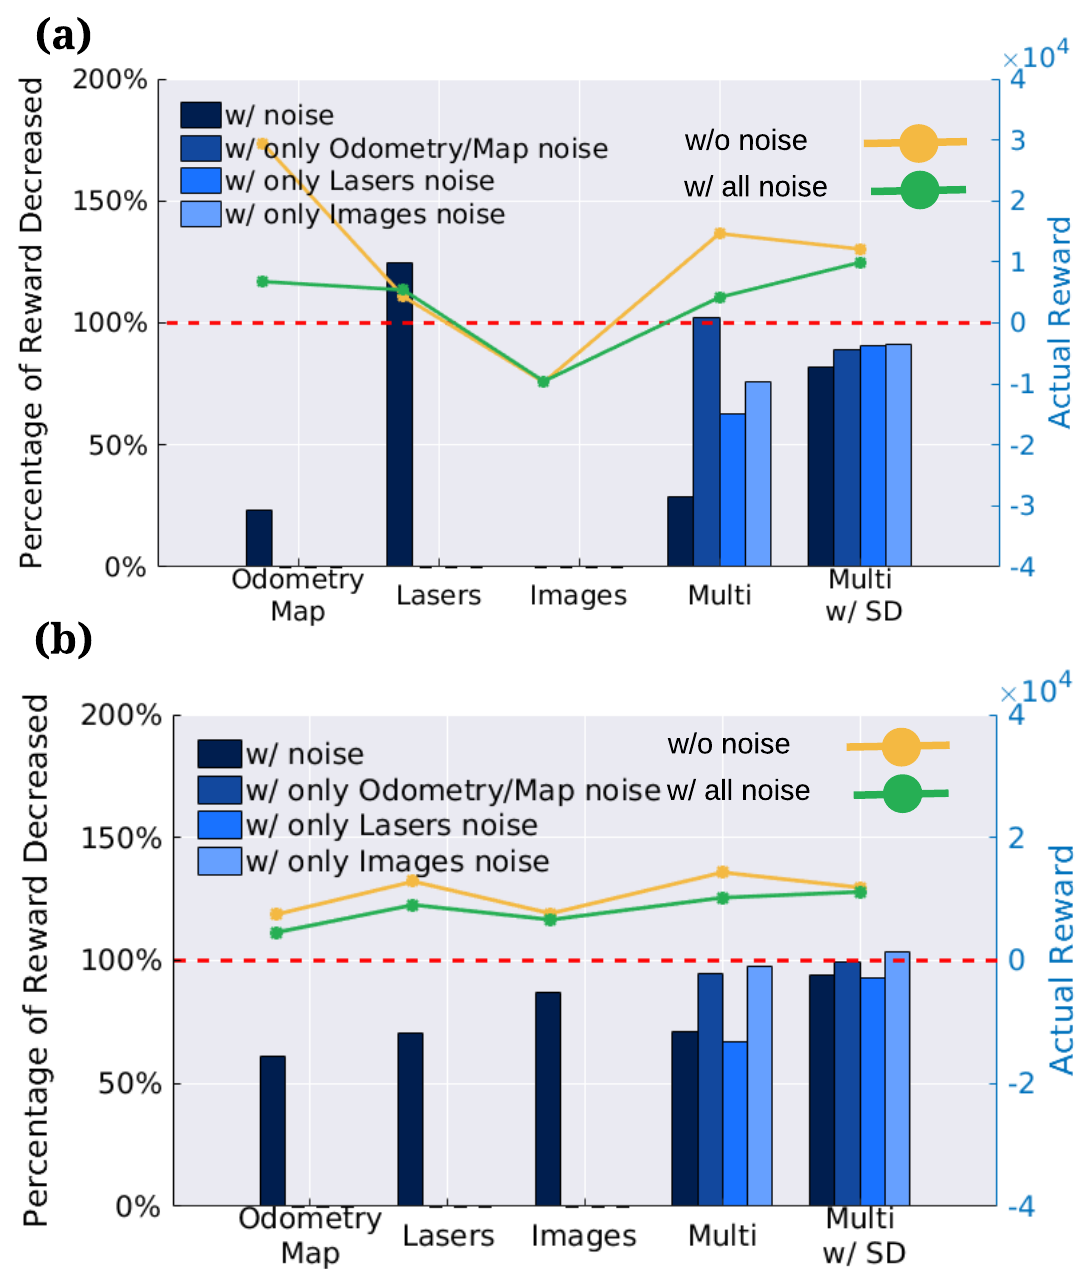 (a)
×10⁴
200%
150%
100%
50%
0%
Percentage of Reward Decreased
w/ noise
w/ only Odometry/Map noise
w/ only Lasers noise
w/ only Images noise
w/o noise
w/ all noise
4
3
2
1
0
-1
-2
-3
-4
Actual Reward
Odometry
Map
Lasers
Images
Multi
Multi
w/ SD
(b)
×10⁴
200%
150%
100%
50%
0%
Percentage of Reward Decreased
w/ noise
w/ only Odometry/Map noise
w/ only Lasers noise
w/ only Images noise
w/o noise
w/ all noise
4
2
0
-2
-4
Actual Reward
Odometry
Map
Lasers
Images
Multi
Multi
w/ SD